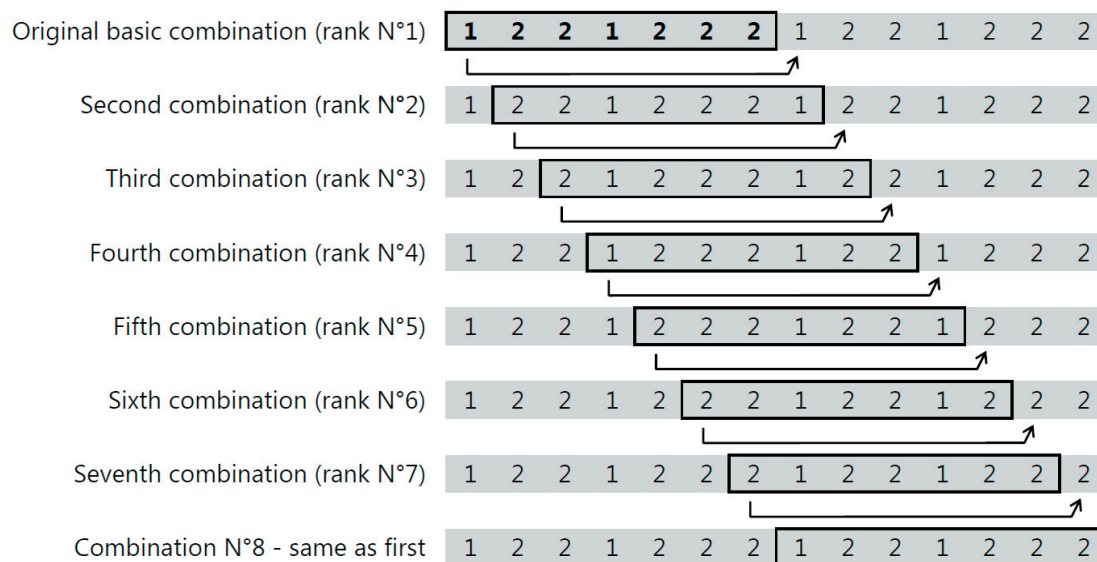 Original basic combination (rank N°1) 1 2 2 1 2 2 2 1 2 2 1 2 2 2
Second combination (rank N°2) 1 2 2 1 2 2 2 1 2 2 1 2 2 2
Third combination (rank N°3) 1 2 2 1 2 2 2 1 2 2 1 2 2 2
Fourth combination (rank N°4) 1 2 2 1 2 2 2 1 2 2 1 2 2 2
Fifth combination (rank N°5) 1 2 2 1 2 2 2 1 2 2 1 2 2 2
Sixth combination (rank N°6) 1 2 2 1 2 2 2 1 2 2 1 2 2 2
Seventh combination (rank N°7) 1 2 2 1 2 2 2 1 2 2 1 2 2 2
Combination N°8 - same as first 1 2 2 1 2 2 2 1 2 2 1 2 2 2